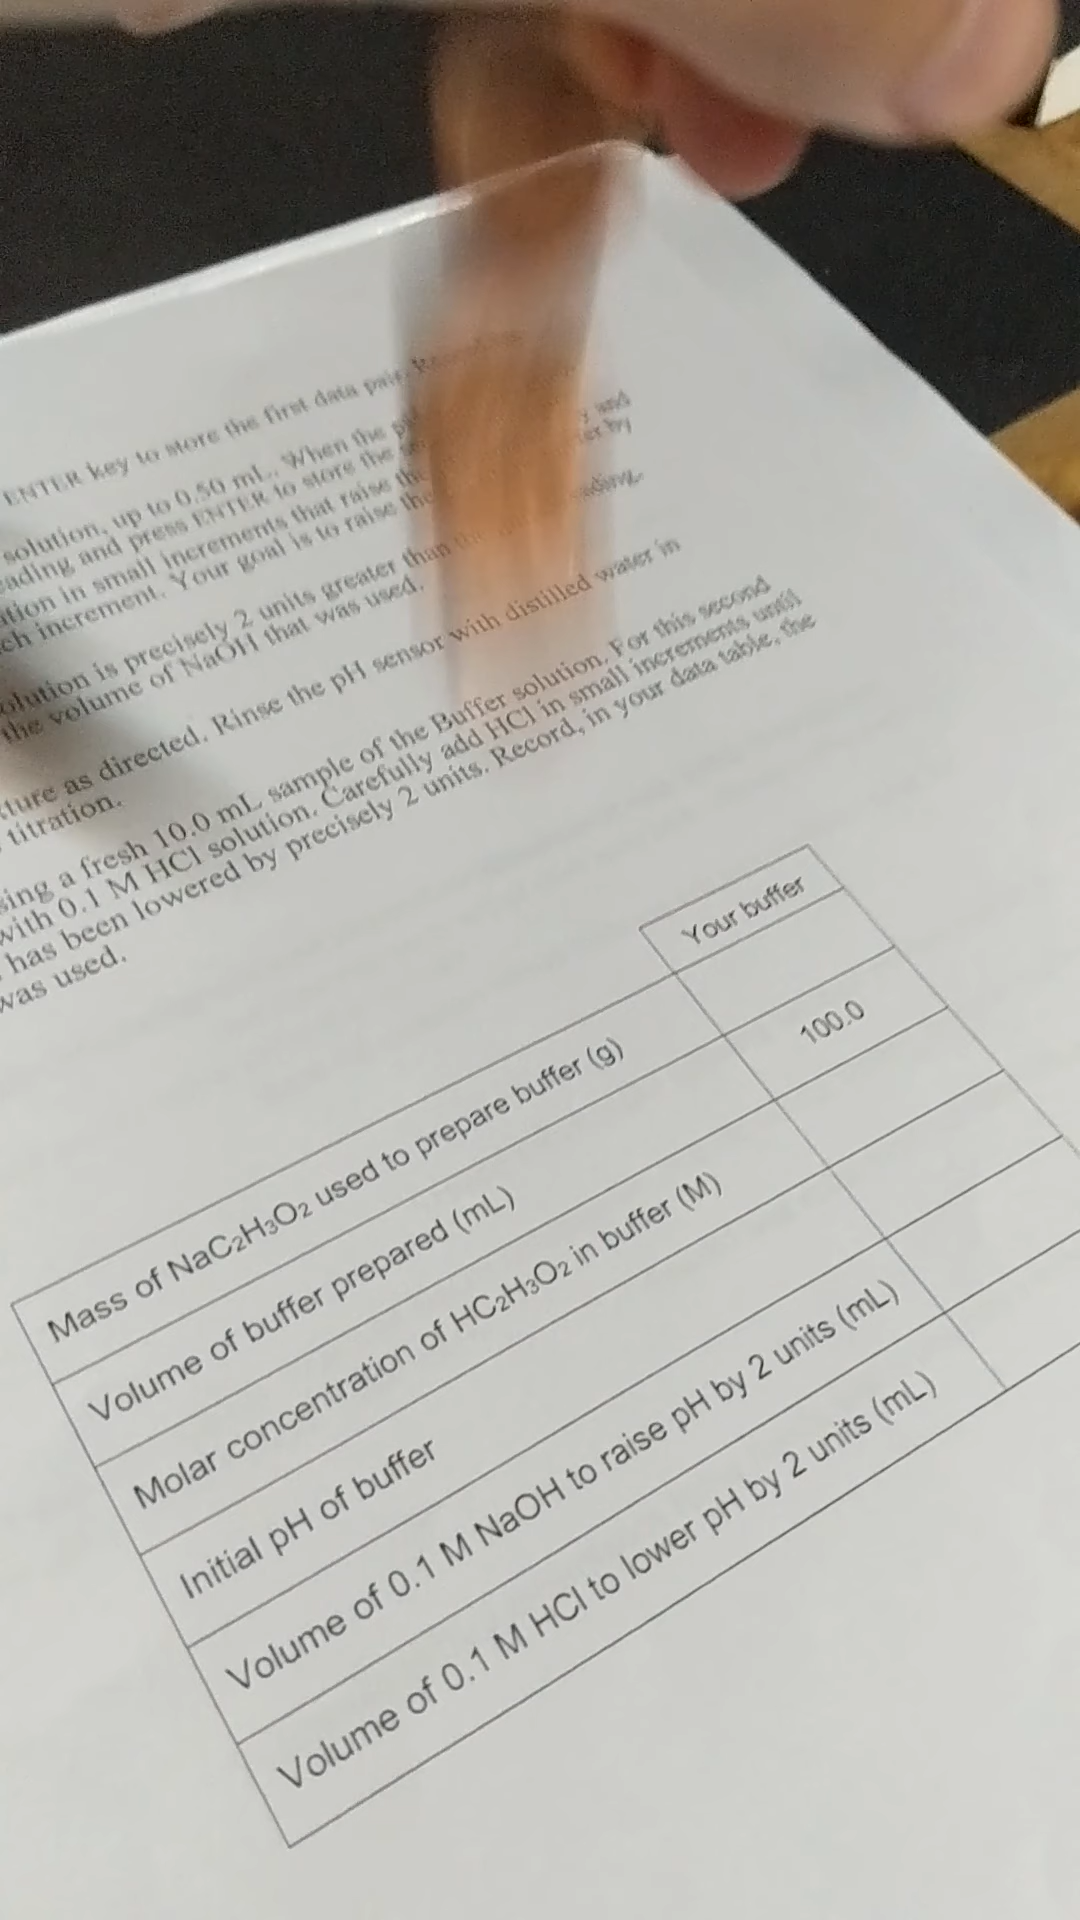 ENTER key to store the first data pair.
solution, up to 0.50 mL. When the
and press ENTER to store the
in small increments that raise the
increment. Your goal is to raise the by
is precisely 2 units greater than the
the volume of NaOH that was used.
as directed. Rinse the pH sensor with distilled water in
titration.
a fresh 10.0 mL sample of the Buffer solution. For this second
with 0.1 M HCl solution. Carefully add HCl in small increments until
has been lowered by precisely 2 units. Record, in your data table, the
was used.
Your buffer
Mass of NaC₂H₃O₂ used to prepare buffer (g)
Volume of buffer prepared (mL) 100.0
Molar concentration of HC₂H₃O₂ in buffer (M)
Initial pH of buffer
Volume of 0.1 M NaOH to raise pH by 2 units (mL)
Volume of 0.1 M HCl to lower pH by 2 units (mL)